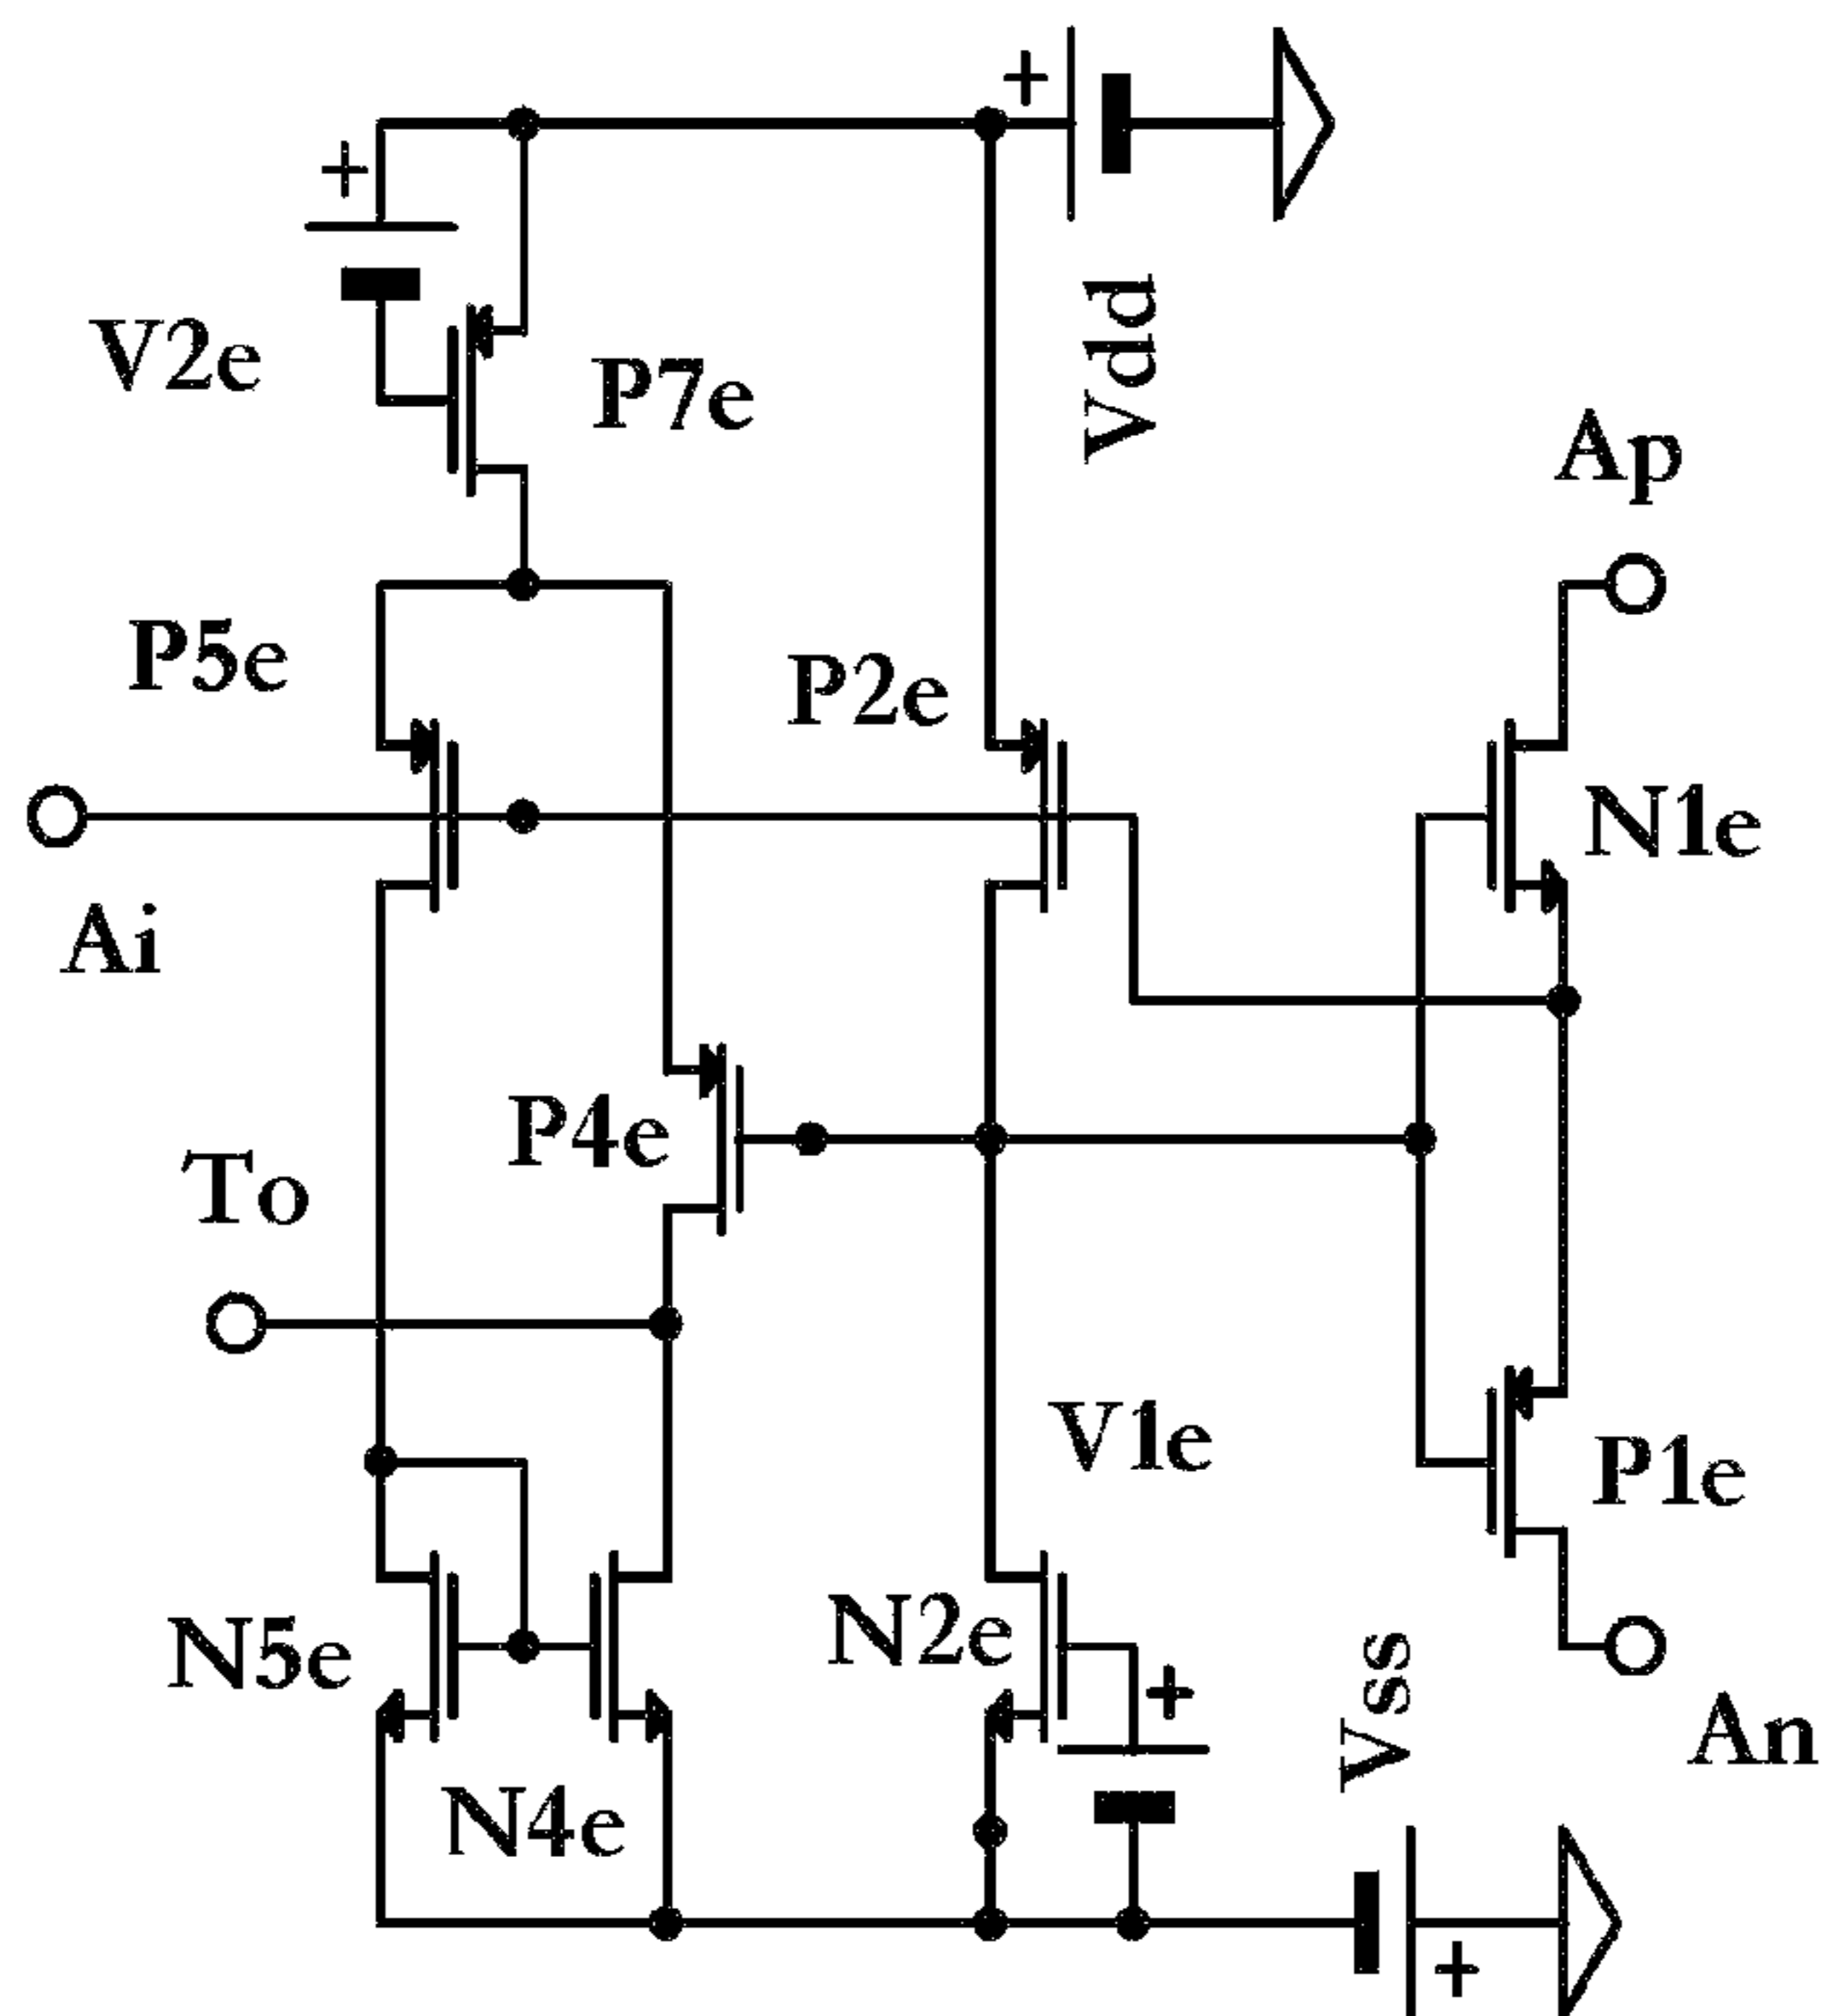 +
+
V2e
P7e
Vdd
Ap
P5e
P2e
N1e
Ai
P4e
To
V1e
P1e
N5e
N2e
+
Vss
An
N4e
+